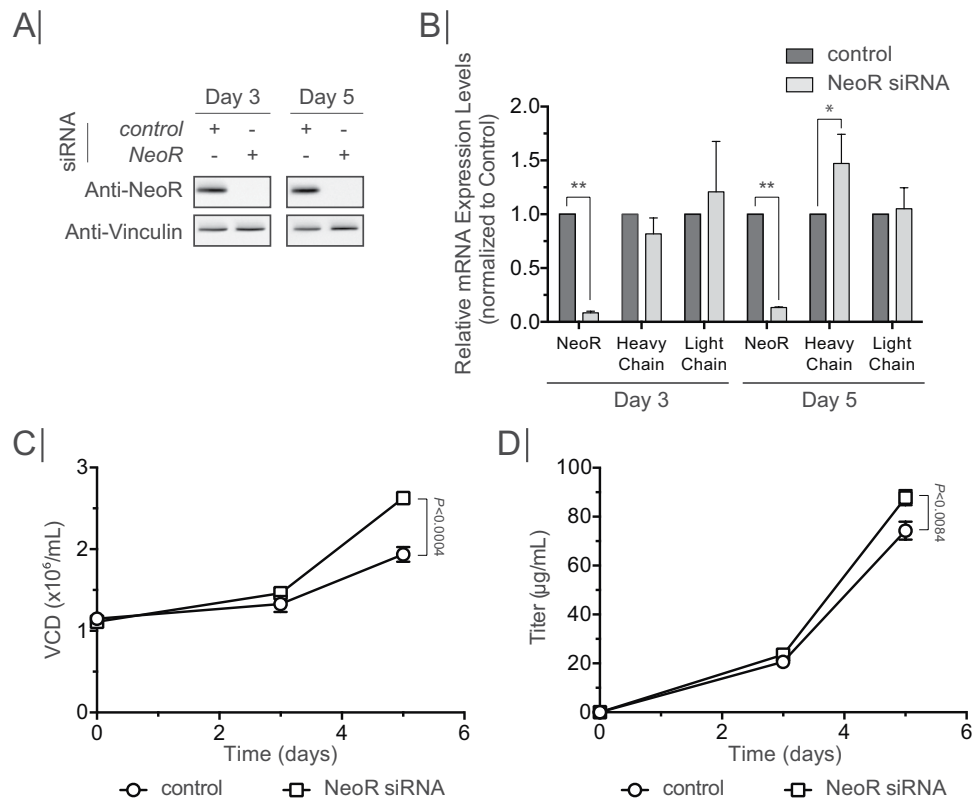 A|
Day 3 Day 5
siRNA
control + - + -
NeoR - + - +
Anti-NeoR
Anti-Vinculin
B|
control
NeoR siRNA
Relative mRNA Expression Levels
(normalized to Control)
2.0
1.5
1.0
0.5
0.0
** ** *
NeoR Heavy Chain Light Chain NeoR Heavy Chain Light Chain
Day 3 Day 5
C|
VCD (x10⁶/mL)
3
2
1
0
P<0.0004
0 2 4 6
Time (days)
control NeoR siRNA
D|
Titer (µg/mL)
100
80
60
40
20
0
P<0.0084
0 2 4 6
Time (days)
control NeoR siRNA